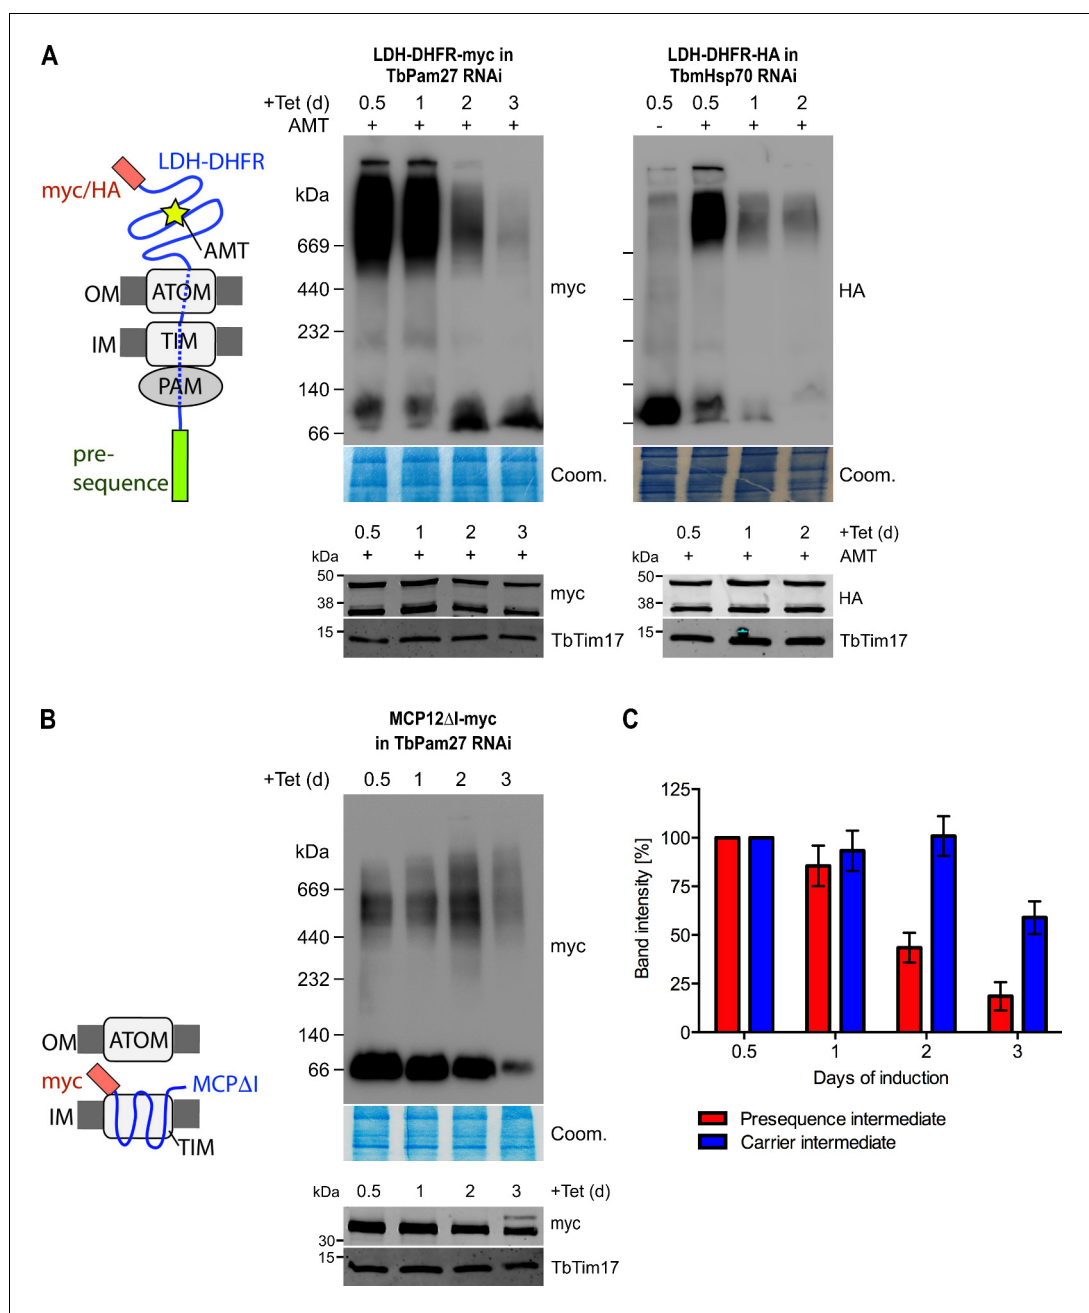 A
LDH-DHFR-myc in
TbPam27 RNAi
+Tet (d) 0.5 1 2 3
AMT + + + +
LDH-DHFR-HA in
TbmHsp70 RNAi
0.5 0.5 1 2
- + + +
LDH-DHFR
myc/HA
AMT
OM ATOM
IM TIM
PAM
pre-
sequence
kDa
669
440
232
140
66
myc
Coom.
HA
Coom.
0.5 1 2 3
kDa + + + +
50
38
myc
15
TbTim17
0.5 1 2 +Tet (d)
kDa + + + AMT
50
38
HA
15
TbTim17
B
MCP12ΔI-myc
in TbPam27 RNAi
+Tet (d) 0.5 1 2 3
kDa
669
440
232
140
66
myc
Coom.
OM ATOM
myc MCPΔI
IM
TIM
kDa 0.5 1 2 3 +Tet (d)
myc
30
15
TbTim17
C
Band intensity [%]
125
100
75
50
25
0
0.5 1 2 3
Days of induction
Presequence intermediate
Carrier intermediate